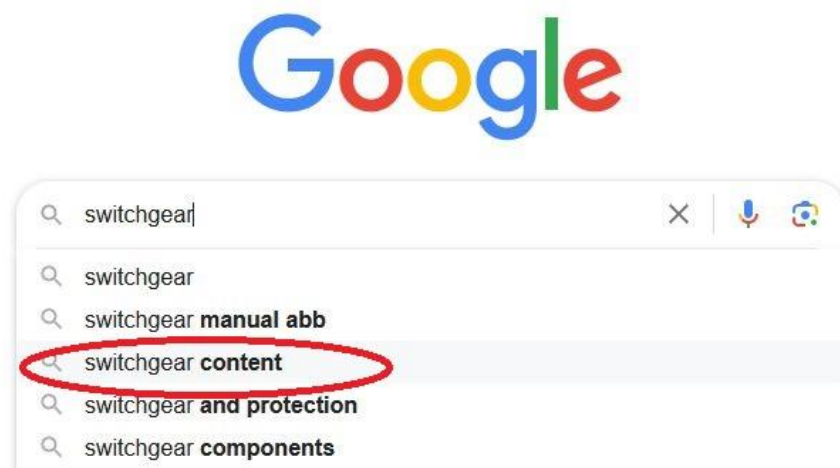 Google
switchgear
switchgear
switchgear manual abb
switchgear content
switchgear and protection
switchgear components